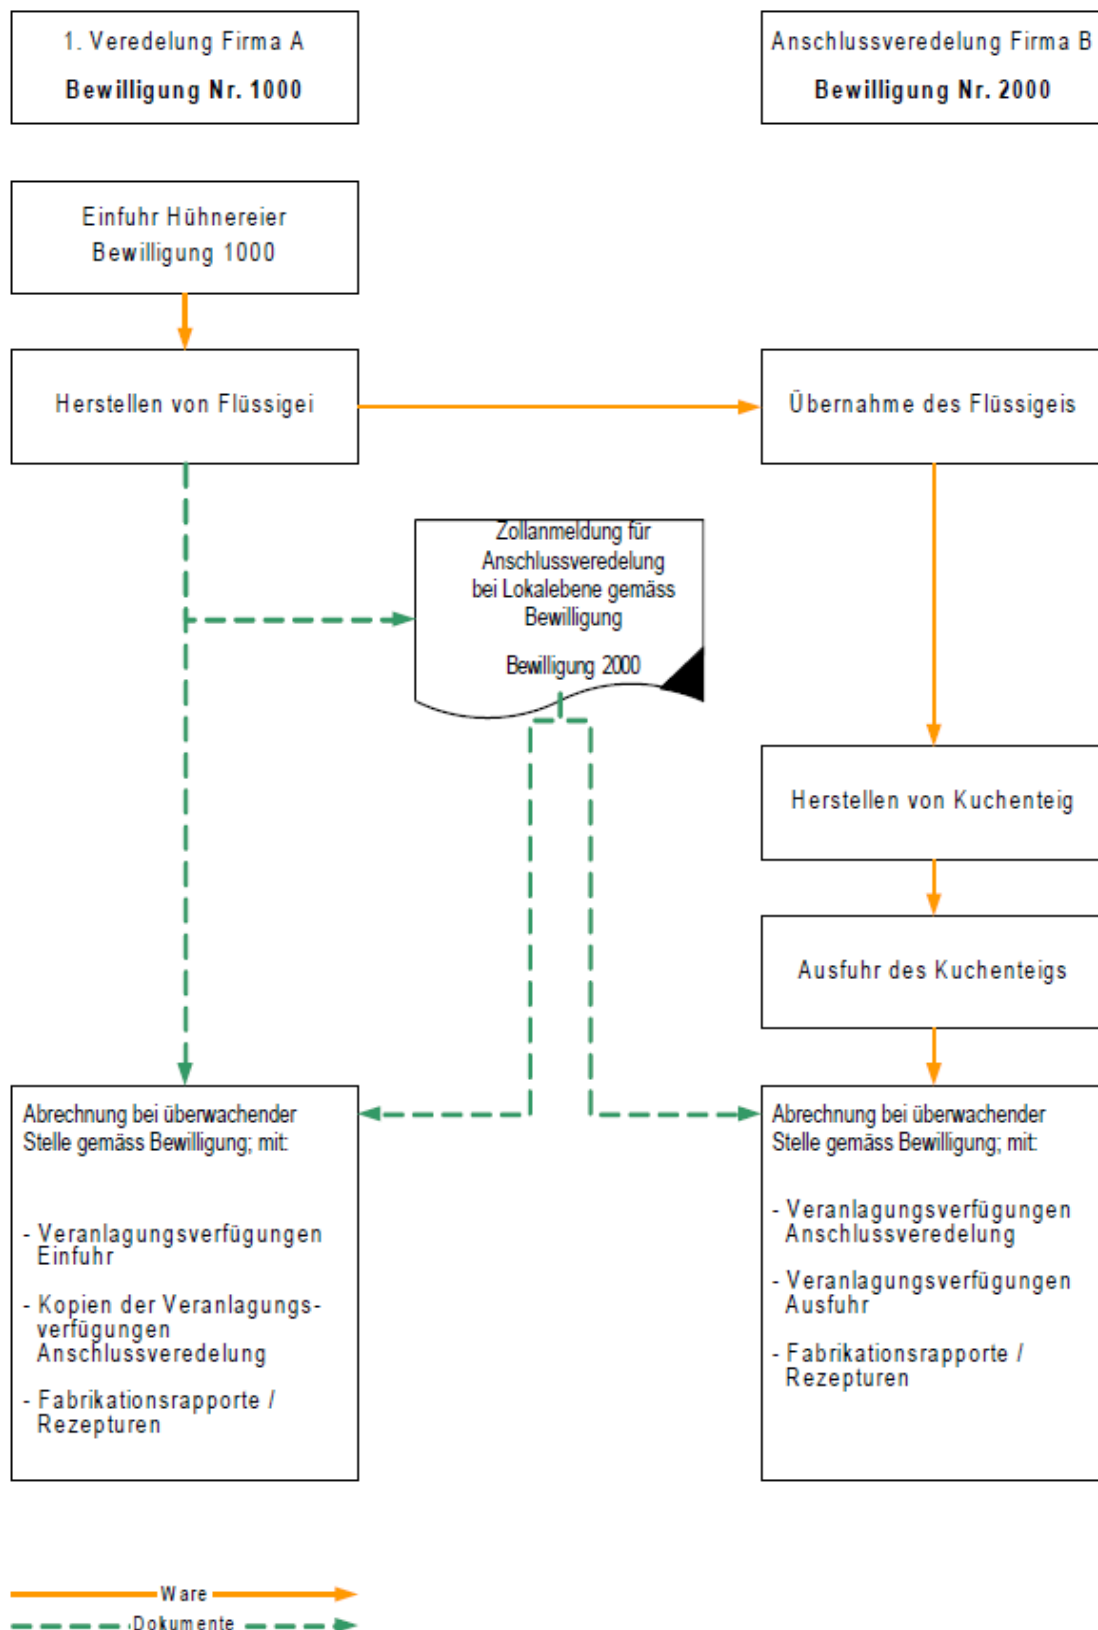 1. Veredelung Firma A
Bewilligung Nr. 1000
Anschlussveredelung Firma B
Bewilligung Nr. 2000
Einfuhr Hühnereier
Bewilligung 1000
Herstellen von Flüssigei
Übernahme des Flüssigeis
Zollanmeldung für
Anschlussveredelung
bei Lokalebene gemäss
Bewilligung
Bewilligung 2000
Herstellen von Kuchenteig
Ausfuhr des Kuchenteigs
Abrechnung bei überwachender
Stelle gemäss Bewilligung; mit:
- Veranlagungsverfügungen
Einfuhr
- Kopien der Veranlagungs-
verfügungen
Anschlussveredelung
- Fabrikationsrapporte /
Rezepturen
Abrechnung bei überwachender
Stelle gemäss Bewilligung; mit:
- Veranlagungsverfügungen
Anschlussveredelung
- Veranlagungsverfügungen
Ausfuhr
- Fabrikationsrapporte /
Rezepturen
Ware
Dokumente